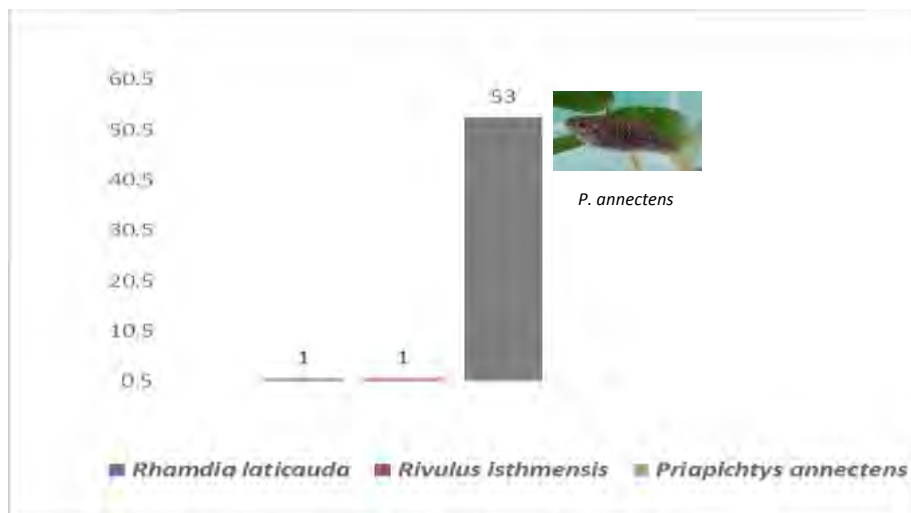 60.5
53
50.5
P. annectens
40.5
30.5
20.5
10.5
1
1
0.5
Rhamdia laticauda
Rivulus isthmensis
Priapichtys annectens